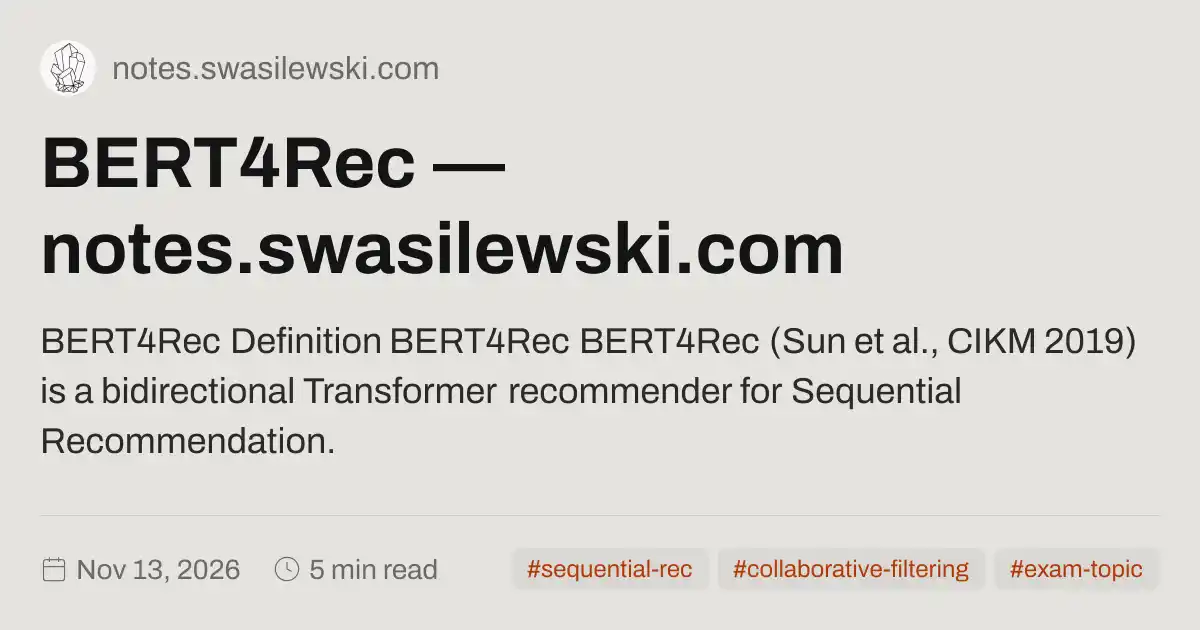 notes.swasilewski.com
BERT4Rec —
notes.swasilewski.com
BERT4Rec Definition BERT4Rec BERT4Rec (Sun et al., CIKM 2019)
is a bidirectional Transformer recommender for Sequential
Recommendation.
Nov 13, 2026 5 min read #sequential-rec #collaborative-filtering #exam-topic